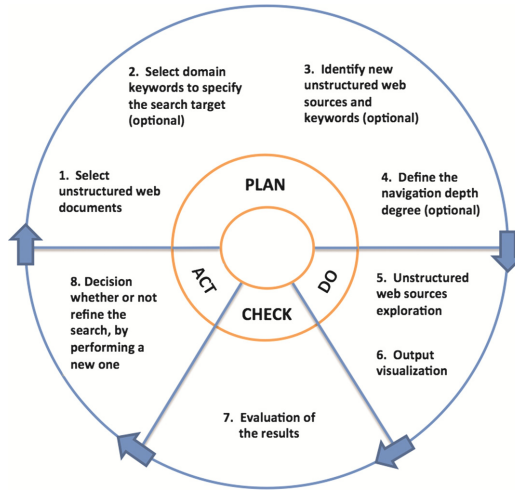 2. Select domain
keywords to specify
the search target
(optional)
3. Identify new
unstructured web
sources and
keywords (optional)
1. Select
unstructured web
documents
PLAN
4. Define the
navigation depth
degree (optional)
8. Decision
whether or not
refine the
search, by
performing a
new one
ACT
CHECK
DO
5. Unstructured
web sources
exploration
6. Output
visualization
7. Evaluation of
the results